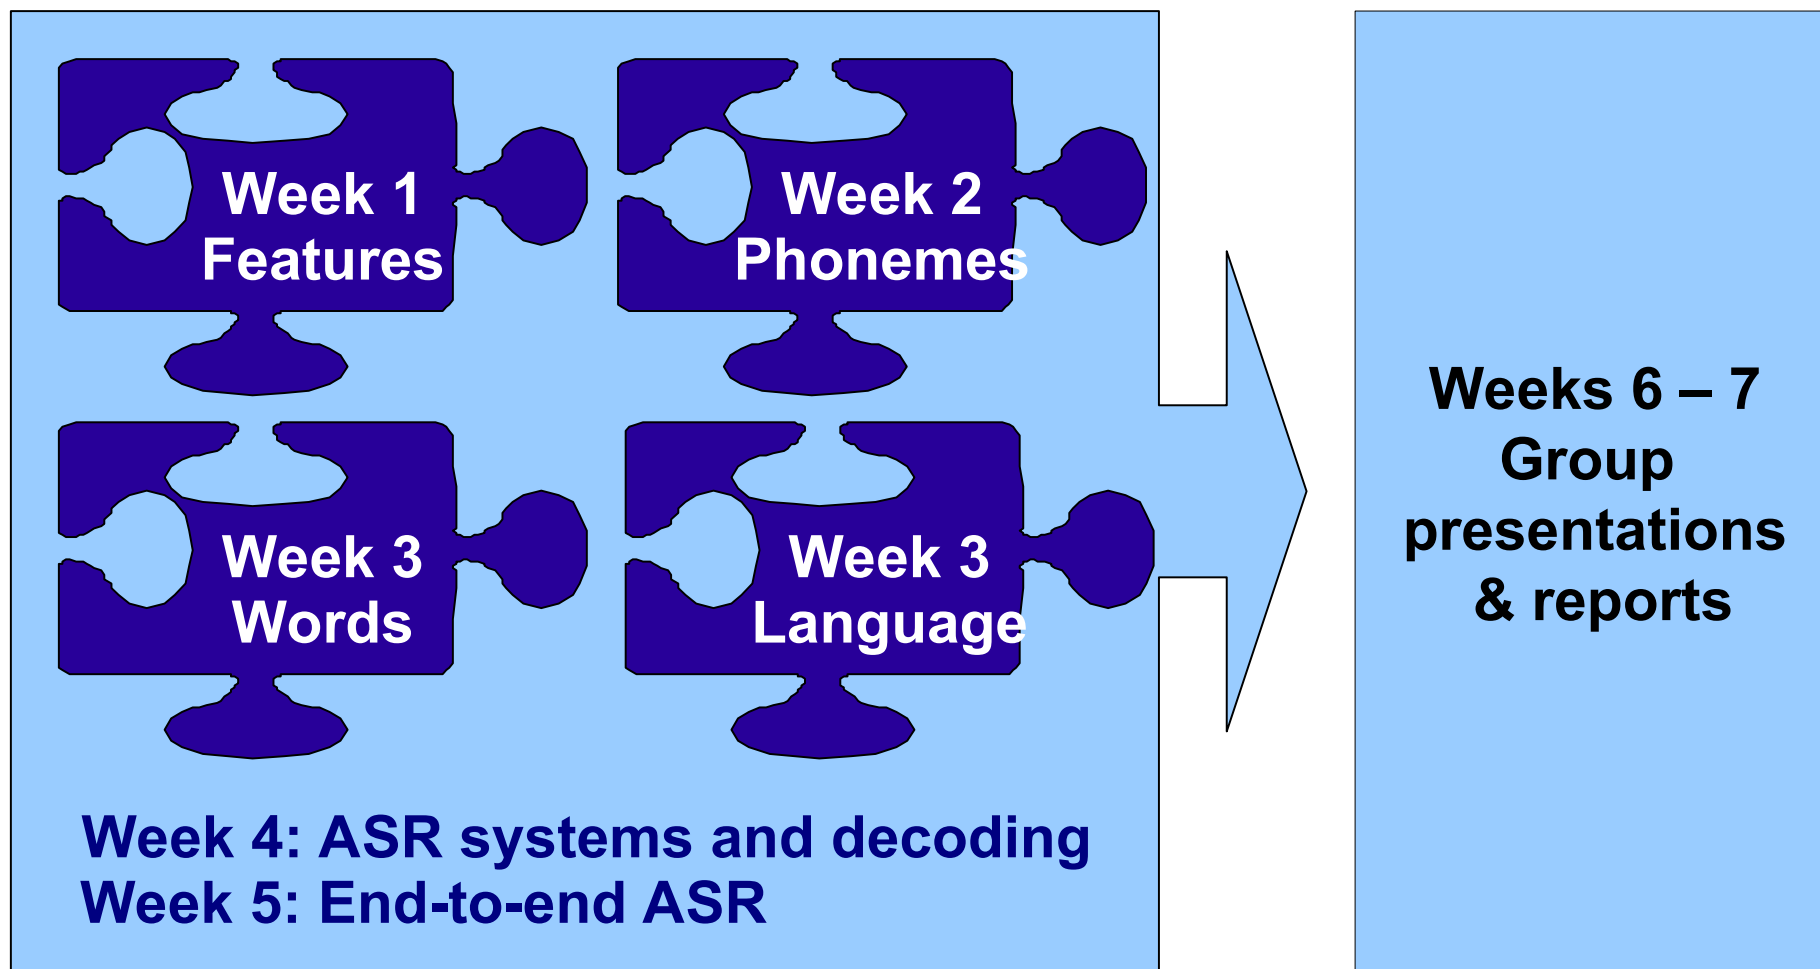 Week 1
Features
Week 2
Phonemes
Week 3
Words
Week 3
Language
Week 4: ASR systems and decoding
Week 5: End-to-end ASR
Weeks 6 – 7
Group
presentations
& reports